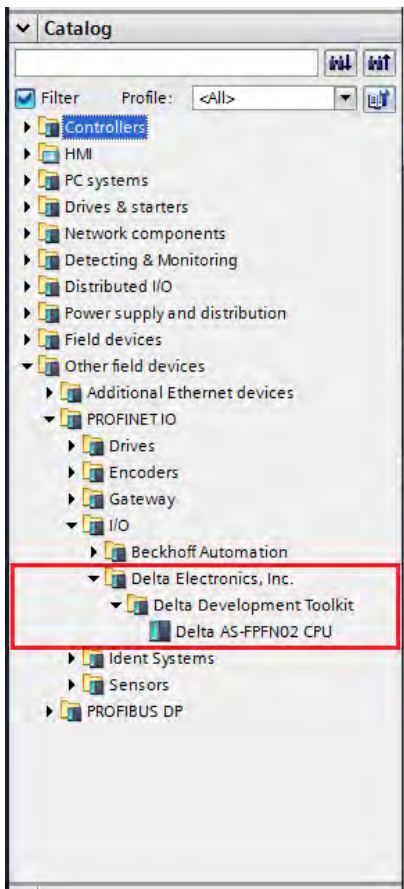 Catalog
Filter Profile: <All>
Controllers
HMI
PC systems
Drives & starters
Network components
Detecting & Monitoring
Distributed I/O
Power supply and distribution
Field devices
Other field devices
Additional Ethernet devices
PROFINET IO
Drives
Encoders
Gateway
I/O
Beckhoff Automation
Delta Electronics, Inc.
Delta Development Toolkit
Delta AS-FPFN02 CPU
Ident Systems
Sensors
PROFIBUS DP